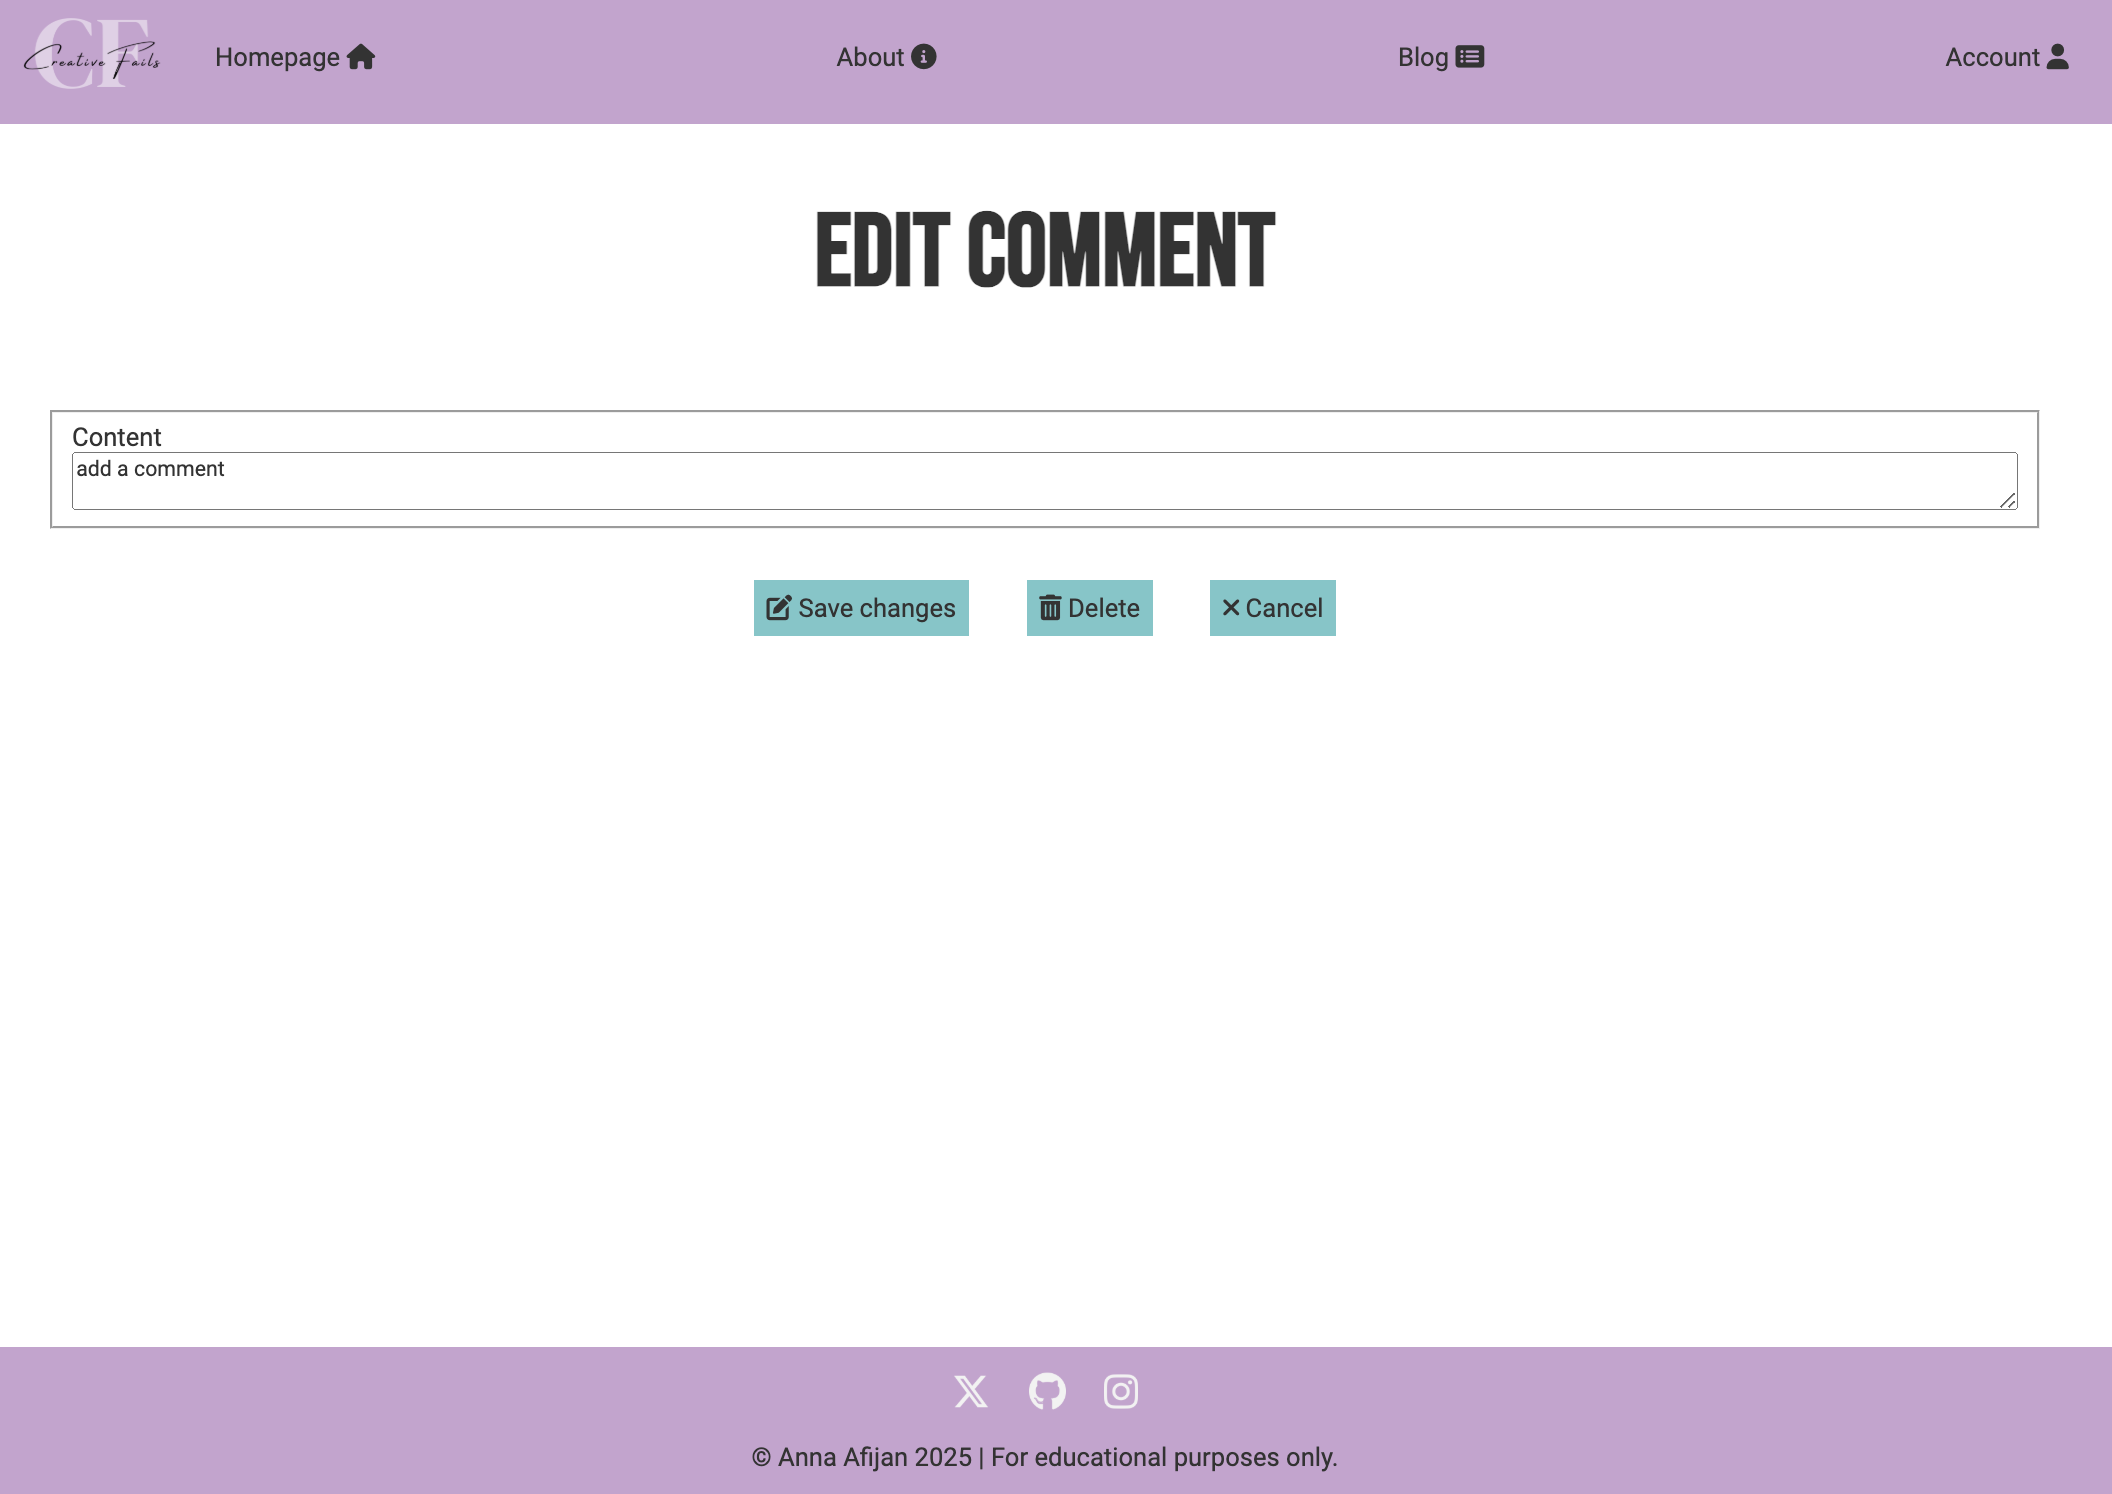 CF
Creative Fails
Homepage
About
Blog
Account
EDIT COMMENT
Content
add a comment
Save changes
Delete
Cancel
© Anna Afijan 2025 | For educational purposes only.